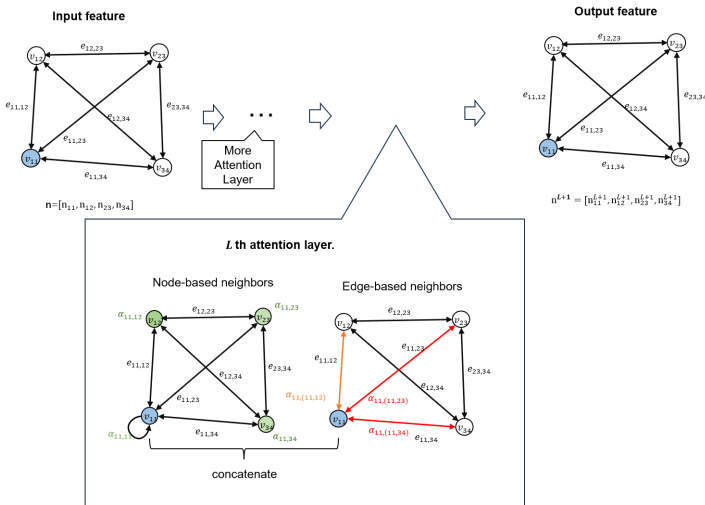 Input feature
Output feature
v₁₂
e₁₂,₂₃
v₂₃
e₁₁,₁₂
e₁₂,₃₄
e₂₃,₃₄
e₁₁,₂₃
v₁₁
e₁₁,₃₄
v₃₄
n=[n₁₁, n₁₂, n₂₃, n₃₄]
...
More
Attention
Layer
v₁₂
e₁₂,₂₃
v₂₃
e₁₁,₁₂
e₁₂,₃₄
e₂₃,₃₄
e₁₁,₂₃
v₁₁
e₁₁,₃₄
v₃₄
n^{L+1} = [n₁₁^{L+1}, n₁₂^{L+1}, n₂₃^{L+1}, n₃₄^{L+1}]
L th attention layer.
Node-based neighbors
Edge-based neighbors
α₁₁,₁₂
v₁₂
e₁₂,₂₃
α₁₁,₂₃
v₂₃
e₁₁,₁₂
e₁₂,₃₄
e₂₃,₃₄
e₁₁,₂₃
v₁₁
α₁₁,₁₁
e₁₁,₃₄
v₃₄
α₁₁,₃₄
v₁₂
e₁₂,₂₃
v₂₃
e₁₁,₂₃
e₁₁,₁₂
e₂₃,₃₄
e₁₂,₃₄
α₁₁,(₁₁,₁₂)
α₁₁,(₁₁,₂₃)
v₁₁
α₁₁,(₁₁,₃₄)
v₃₄
e₁₁,₃₄
concatenate